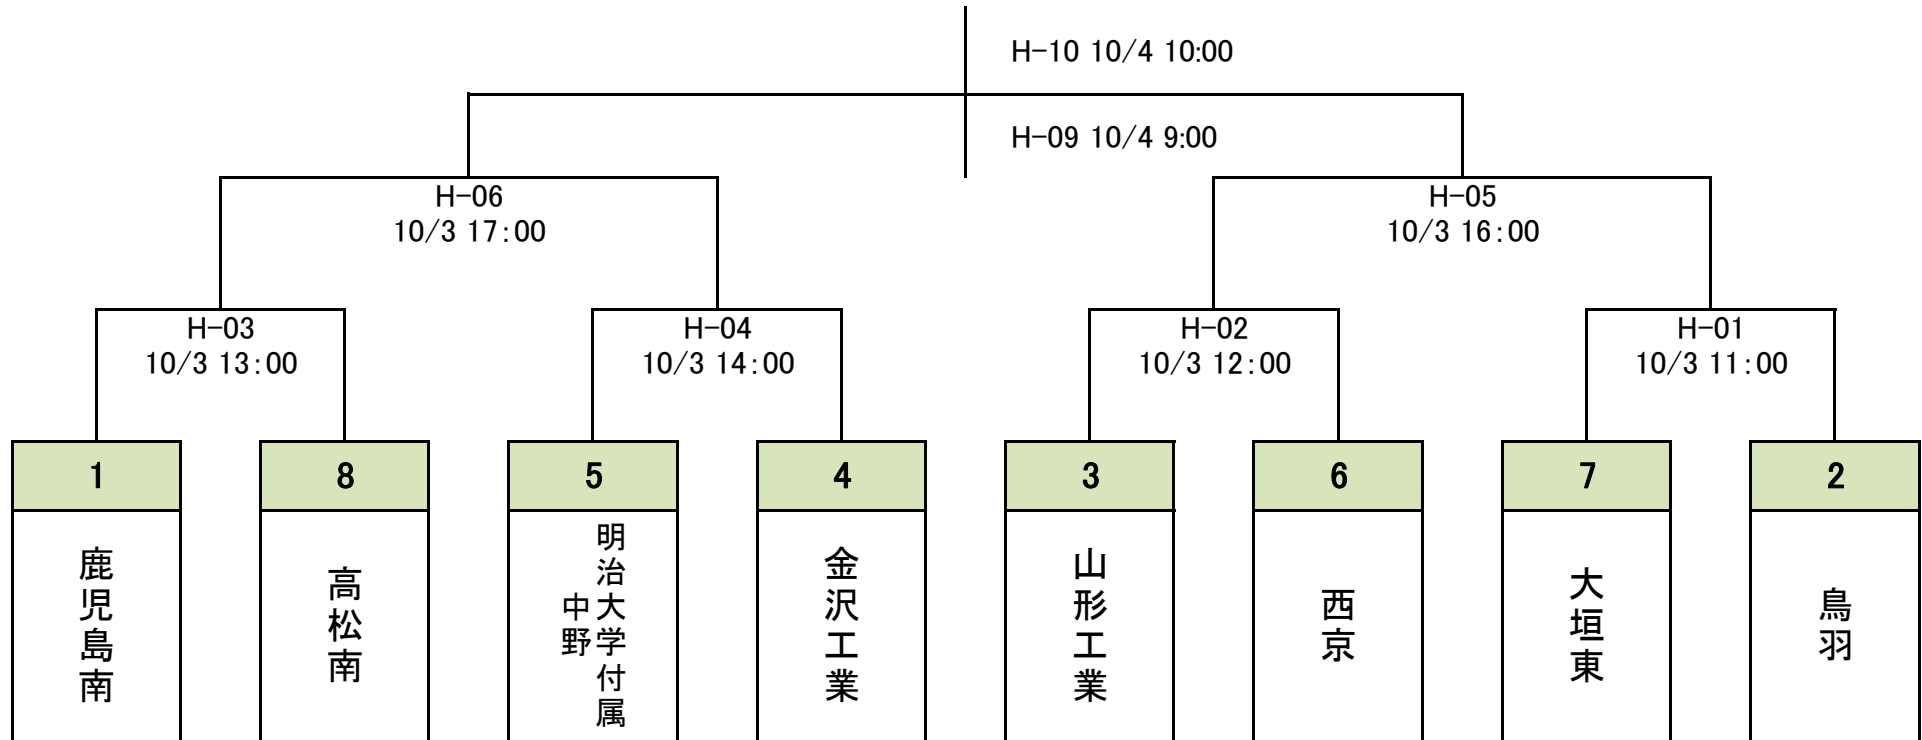 H-10 10/4 10:00
H-09 10/4 9:00
H-06
10/3 17:00
H-05
10/3 16:00
H-03
10/3 13:00
H-04
10/3 14:00
H-02
10/3 12:00
H-01
10/3 11:00
1
8
5
4
3
6
7
2
鹿児島南
高松南
明治大学付属
中野
金沢工業
山形工業
西京
大垣東
鳥羽